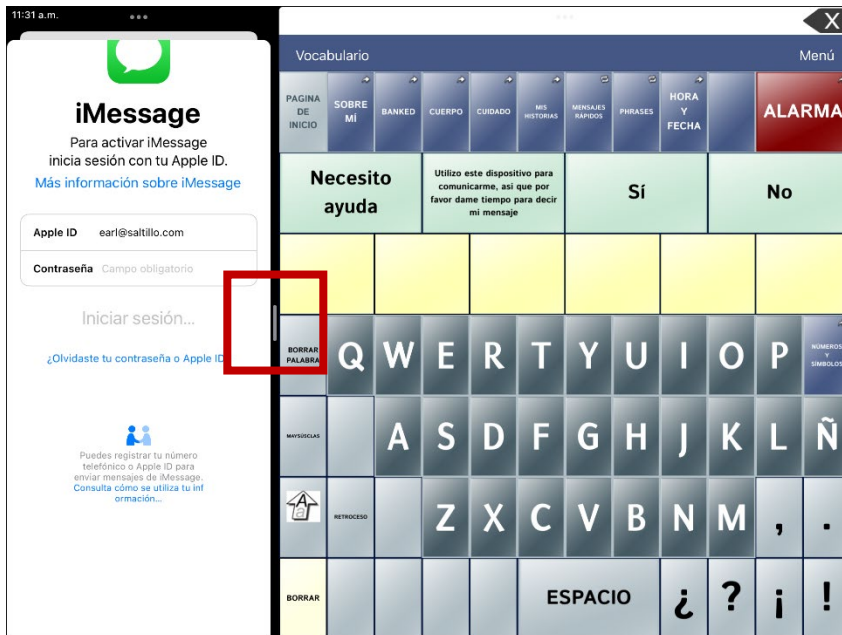 11:31 a.m.
iMessage
Para activar iMessage
inicia sesión con tu Apple ID.
Más información sobre iMessage
Apple ID earl@saltillo.com
Contraseña Campo obligatorio
Iniciar sesión...
¿Olvidaste tu contraseña o Apple ID
Puedes registrar tu número
telefónico o Apple ID para
enviar mensajes de iMessage.
Consulta cómo se utiliza tu inf
ormación...
X
Vocabulario Menú
PAGINA
DE
INICIO
SOBRE
MÍ
BANKED
CUERPO
CUIDADO
MIS
HISTORIAS
MENSAJES
RÁPIDOS
PHRASES
HORA
Y
FECHA
ALARMA
Necesito
ayuda
Utilizo este dispositivo para
comunicarme, asi que por
favor dame tiempo para decir
mi mensaje
Sí
No
BORRAR
PALABRA
Q W E R T Y U I O P
NÚMEROS
Y
SÍMBOLOS
MAYSÚSCLAS
A S D F G H J K L Ñ
A
a
RETROCESO
Z X C V B N M , .
BORRAR
ESPACIO
¿ ? ¡ !